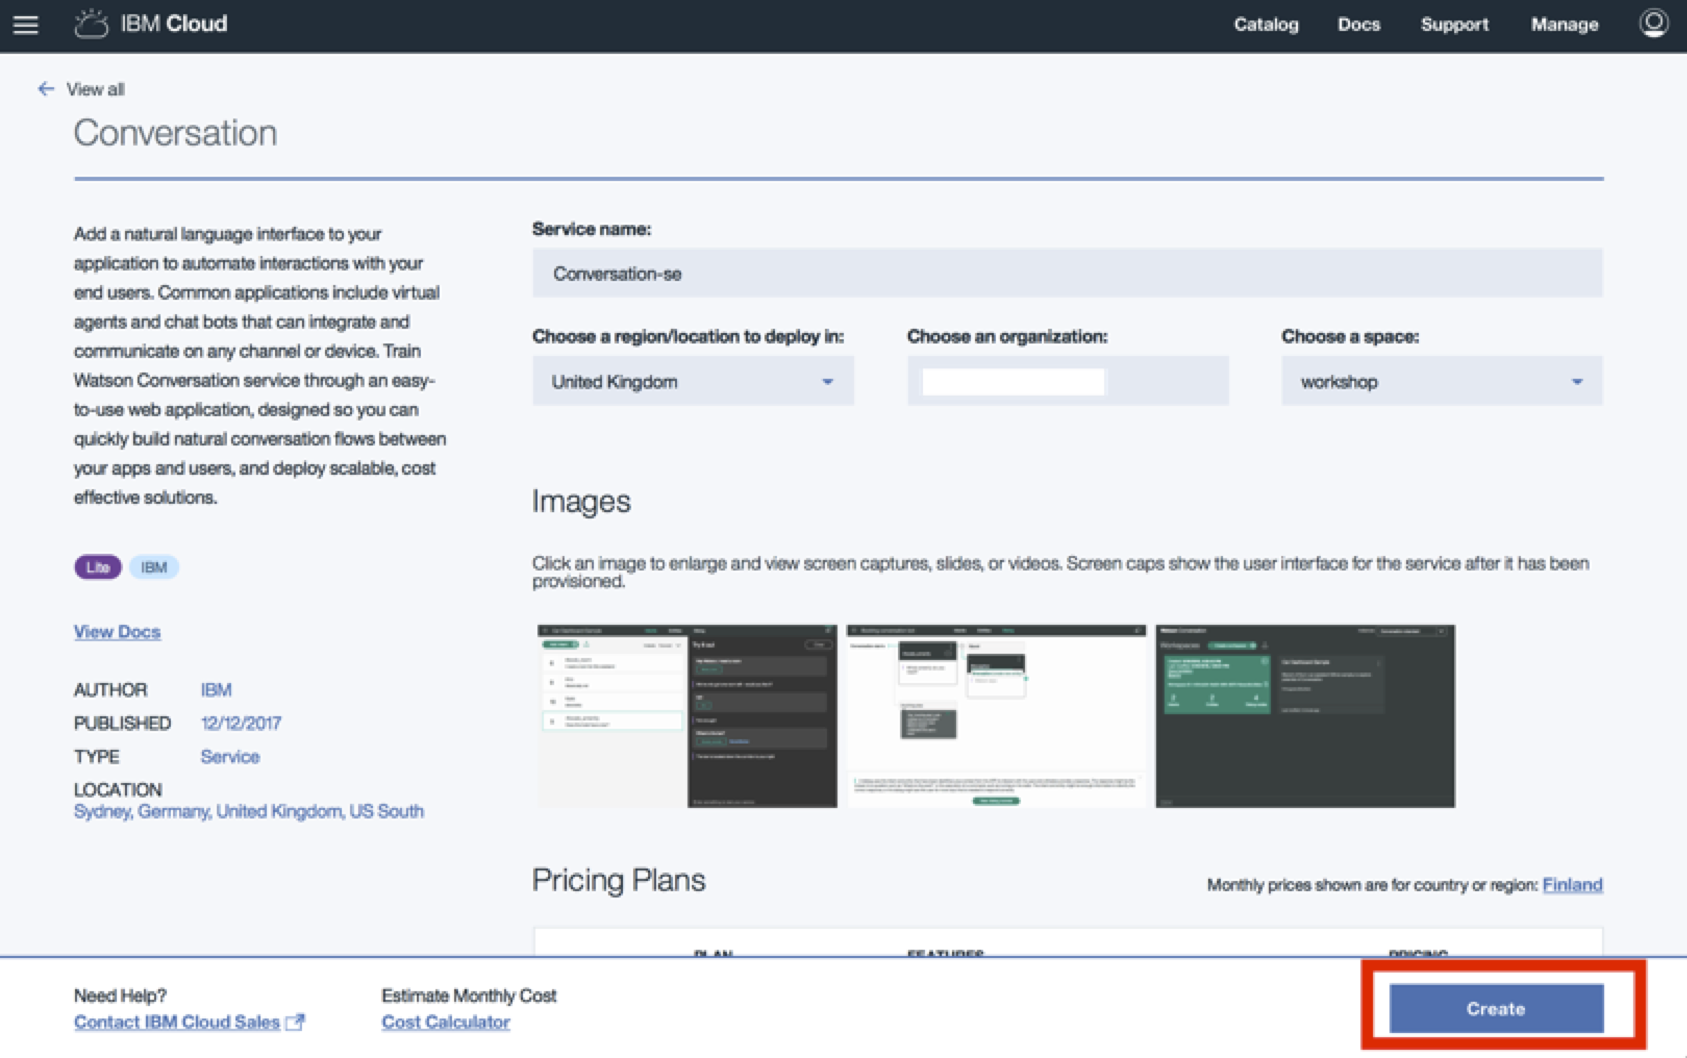 IBM Cloud
Catalog Docs Support Manage
View all
Conversation
Add a natural language interface to your
application to automate interactions with your
end users. Common applications include virtual
agents and chat bots that can integrate and
communicate on any channel or device. Train
Watson Conversation service through an easy-
to-use web application, designed so you can
quickly build natural conversation flows between
your apps and users, and deploy scalable, cost
effective solutions.
Lite IBM
View Docs
AUTHOR IBM
PUBLISHED 12/12/2017
TYPE Service
LOCATION
Sydney, Germany, United Kingdom, US South
Service name:
Conversation-se
Choose a region/location to deploy in: Choose an organization: Choose a space:
United Kingdom workshop
Images
Click an image to enlarge and view screen captures, slides, or videos. Screen caps show the user interface for the service after it has been
provisioned.
Try it out
Pricing Plans
Monthly prices shown are for country or region: Finland
PLAN FEATURES PRICING
Need Help? Estimate Monthly Cost
Contact IBM Cloud Sales Cost Calculator
Create